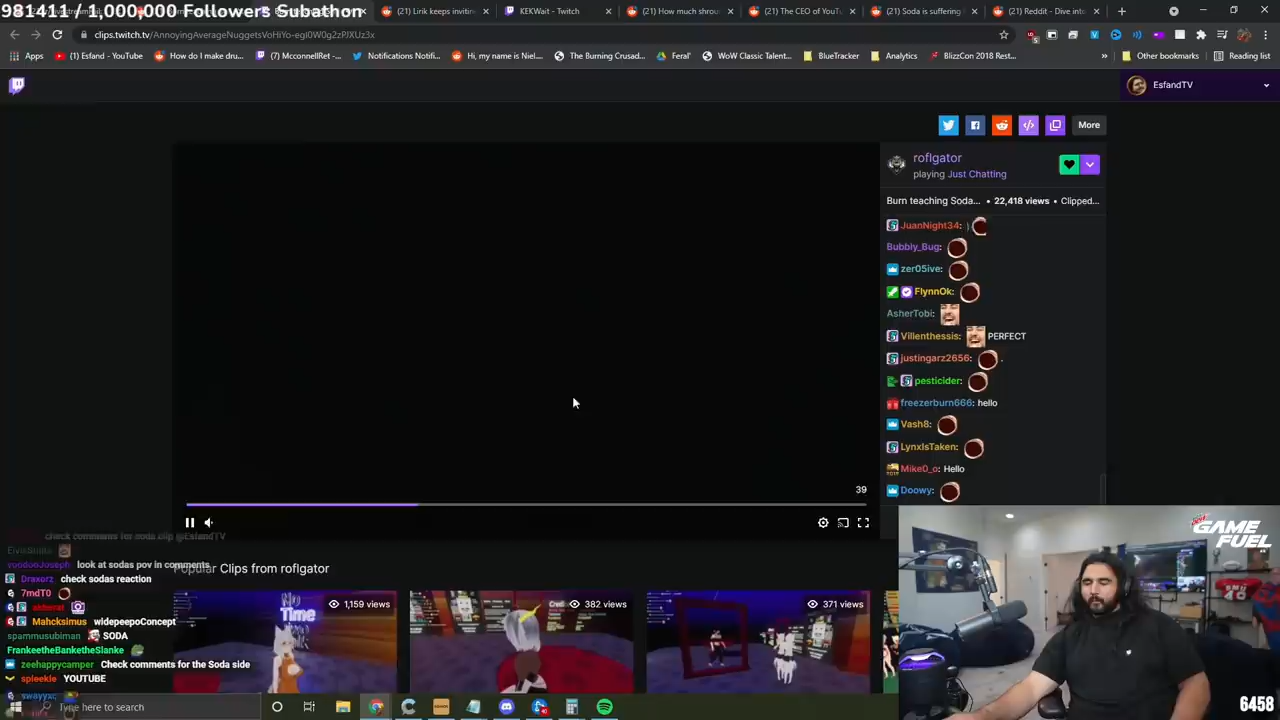 981411 / 1,000,000 Followers Subathon
(21) Lirik keeps invitin
KEKWait - Twitch
(21) How much shrou
(21) The CEO of YouT
(21) Soda is suffering
(21) Reddit - Dive into
clips.twitch.tv/AnnoyingAverageNuggetsVoHiYo-egI0W0g2zPJXUz3x
Apps
(1) Esfand - YouTube
How do I make dru...
(7) McconnellRet -...
Notifications Notifi...
Hi, my name is Niel...
The Burning Crusad...
Feral'
WoW Classic Talent...
BlueTracker
Analytics
BlizzCon 2018 Rest...
»
Other bookmarks
Reading list
EsfandTV
More
roflgator
playing Just Chatting
Burn teaching Soda... • 22,418 views • Clipped...
JuanNight34:
Bubbly_Bug:
zer05ive:
FlynnOk:
AsherTobi:
Villenthessis: PERFECT
justingarz2656: .
pesticider:
freezerburn666: hello
Vash8:
LynxIsTaken:
Mike0_o: Hello
Doowy:
39
check comments for soda clip @EsfandTV
voodooJoseph look at sodas pov in comments
Draxorz check sodas reaction
7mdT0
Mahcksimus widepeepoConcept
spammusubiman SODA
FrankeetheBanketheSlanke
zeehappycamper Check comments for the Soda side
spleekle YOUTUBE
Popular Clips from roflgator
1,159 views
382 views
371 views
No
Time
GAME
FUEL
Type here to search
6458